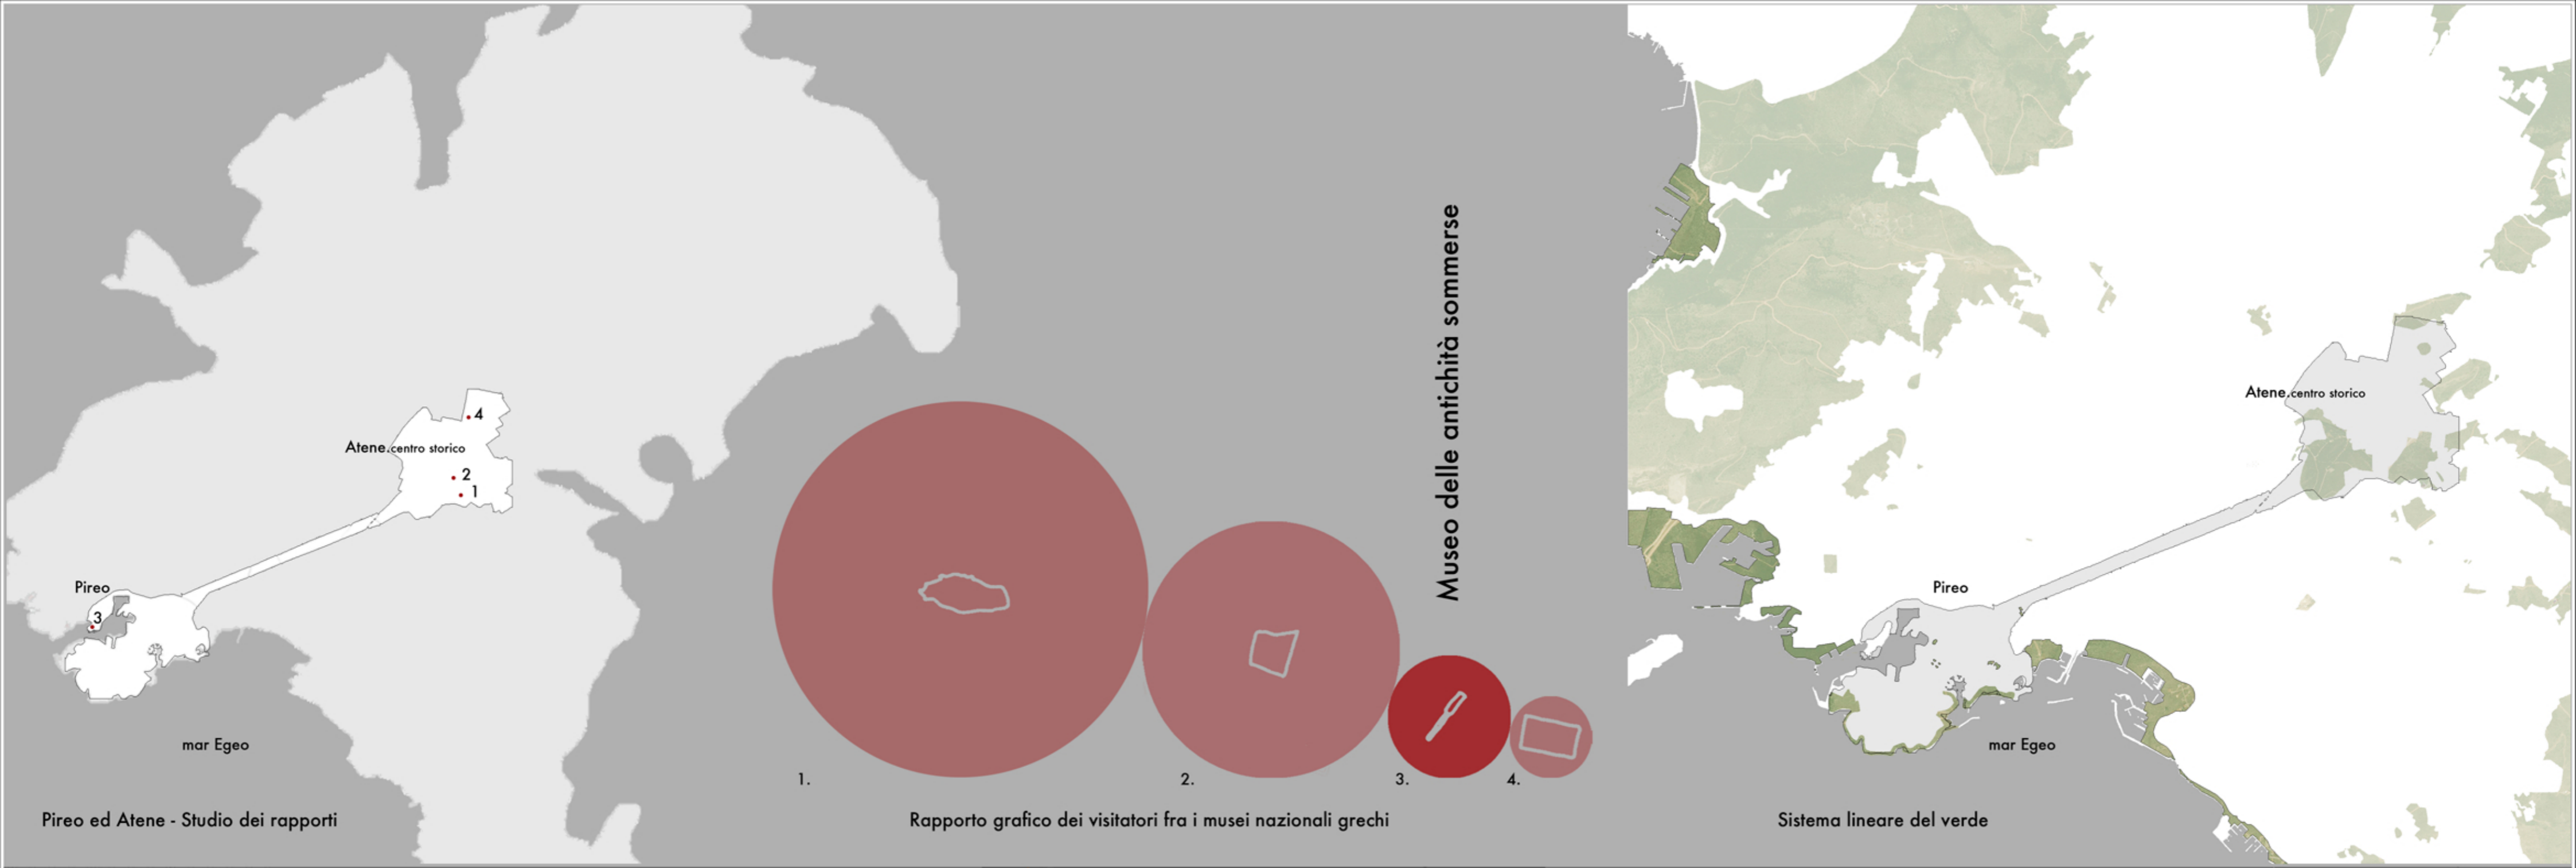 4
Atene.centro storico
2
1
Pireo
3
mar Egeo
Pireo ed Atene - Studio dei rapporti
Museo delle antichità sommerse
1.
2.
3.
4.
Rapporto grafico dei visitatori fra i musei nazionali grechi
Atene.centro storico
Pireo
mar Egeo
Sistema lineare del verde